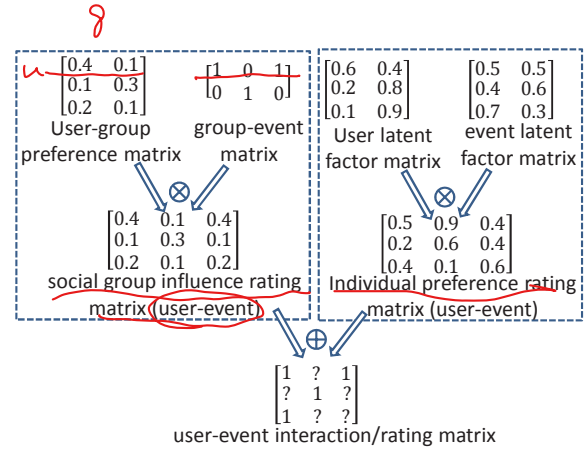 g
u
[0.4 0.1]
[0.1 0.3]
[0.2 0.1]
User-group
preference matrix
[1 0 1]
[0 1 0]
group-event
matrix
⊗
[0.4 0.1 0.4]
[0.1 0.3 0.1]
[0.2 0.1 0.2]
social group influence rating
matrix (user-event)
[0.6 0.4]
[0.2 0.8]
[0.1 0.9]
User latent
factor matrix
[0.5 0.5]
[0.4 0.6]
[0.7 0.3]
event latent
factor matrix
⊗
[0.5 0.9 0.4]
[0.2 0.6 0.4]
[0.4 0.1 0.6]
Individual preference rating
matrix (user-event)
⊕
[1 ? 1]
[? 1 ?]
[1 ? ?]
user-event interaction/rating matrix